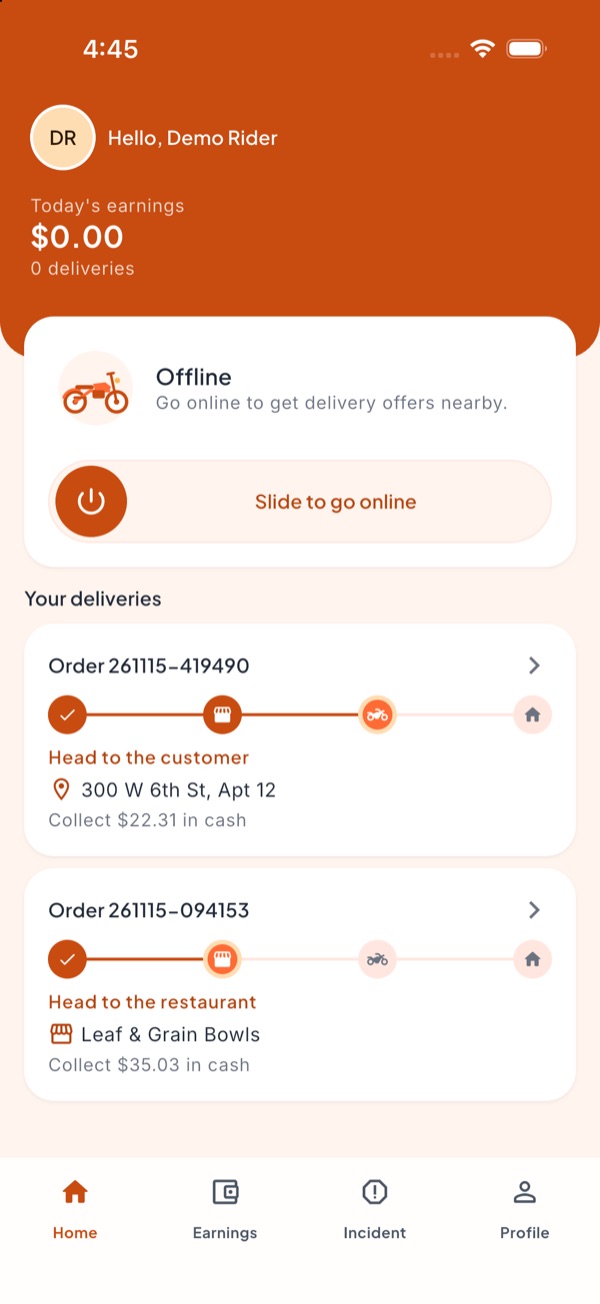 4:45
DR
Hello, Demo Rider
Today's earnings
$0.00
0 deliveries
Offline
Go online to get delivery offers nearby.
Slide to go online
Your deliveries
Order 261115-419490
Head to the customer
300 W 6th St, Apt 12
Collect $22.31 in cash
Order 261115-094153
Head to the restaurant
Leaf & Grain Bowls
Collect $35.03 in cash
Home
Earnings
Incident
Profile